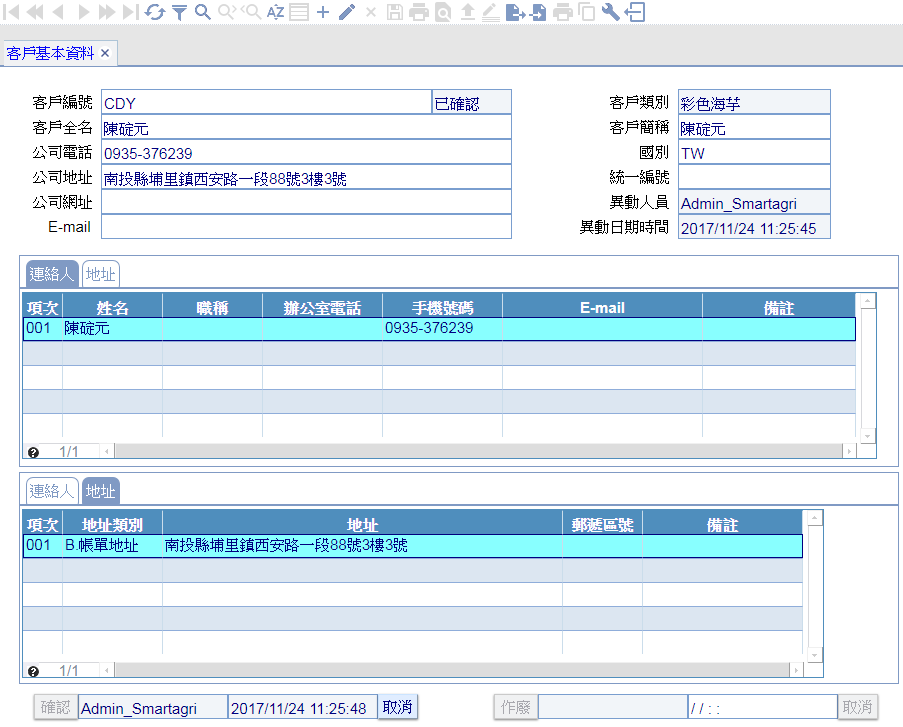 客戶基本資料 ×
客戶編號 CDY 已確認 客戶類別 彩色海芋
客戶全名 陳碇元 客戶簡稱 陳碇元
公司電話 0935-376239 國別 TW
公司地址 南投縣埔里鎮西安路一段88號3樓3號 統一編號
公司網址 異動人員 Admin_Smartagri
E-mail 異動日期時間 2017/11/24 11:25:45
連絡人 地址
項次 姓名 職稱 辦公室電話 手機號碼 E-mail 備註
001 陳碇元 0935-376239
1/1
連絡人 地址
項次 地址類別 地址 郵遞區號 備註
001 B.帳單地址 南投縣埔里鎮西安路一段88號3樓3號
1/1
確認 Admin_Smartagri 2017/11/24 11:25:48 取消 作廢 / / : : 取消